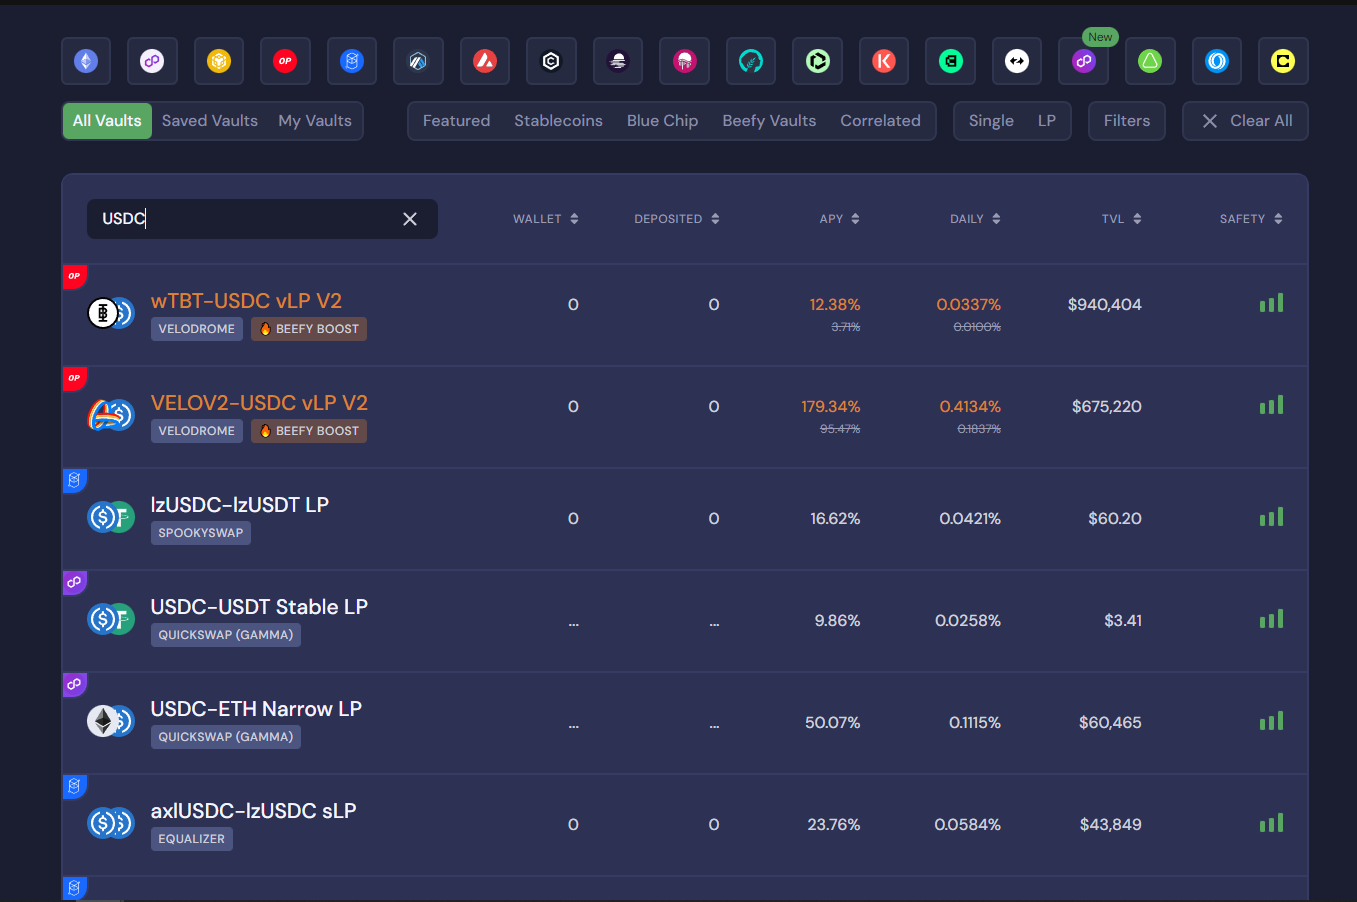 New
OP
All Vaults Saved Vaults My Vaults Featured Stablecoins Blue Chip Beefy Vaults Correlated Single LP Filters Clear All
USDC WALLET DEPOSITED APY DAILY TVL SAFETY
OP
wTBT-USDC vLP V2 0 0 12.38% 0.0337% $940,404
VELODROME BEEFY BOOST 3.71% 0.0100%
OP
VELOV2-USDC vLP V2 0 0 179.34% 0.4134% $675,220
VELODROME BEEFY BOOST 95.47% 0.1837%
lzUSDC-lzUSDT LP 0 0 16.62% 0.0421% $60.20
SPOOKYSWAP
USDC-USDT Stable LP ... ... 9.86% 0.0258% $3.41
QUICKSWAP (GAMMA)
USDC-ETH Narrow LP ... ... 50.07% 0.1115% $60,465
QUICKSWAP (GAMMA)
axlUSDC-lzUSDC sLP 0 0 23.76% 0.0584% $43,849
EQUALIZER